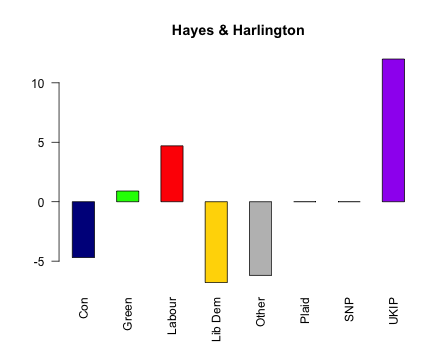 Hayes & Harlington
10
5
0
-5
Con
Green
Labour
Lib Dem
Other
Plaid
SNP
UKIP